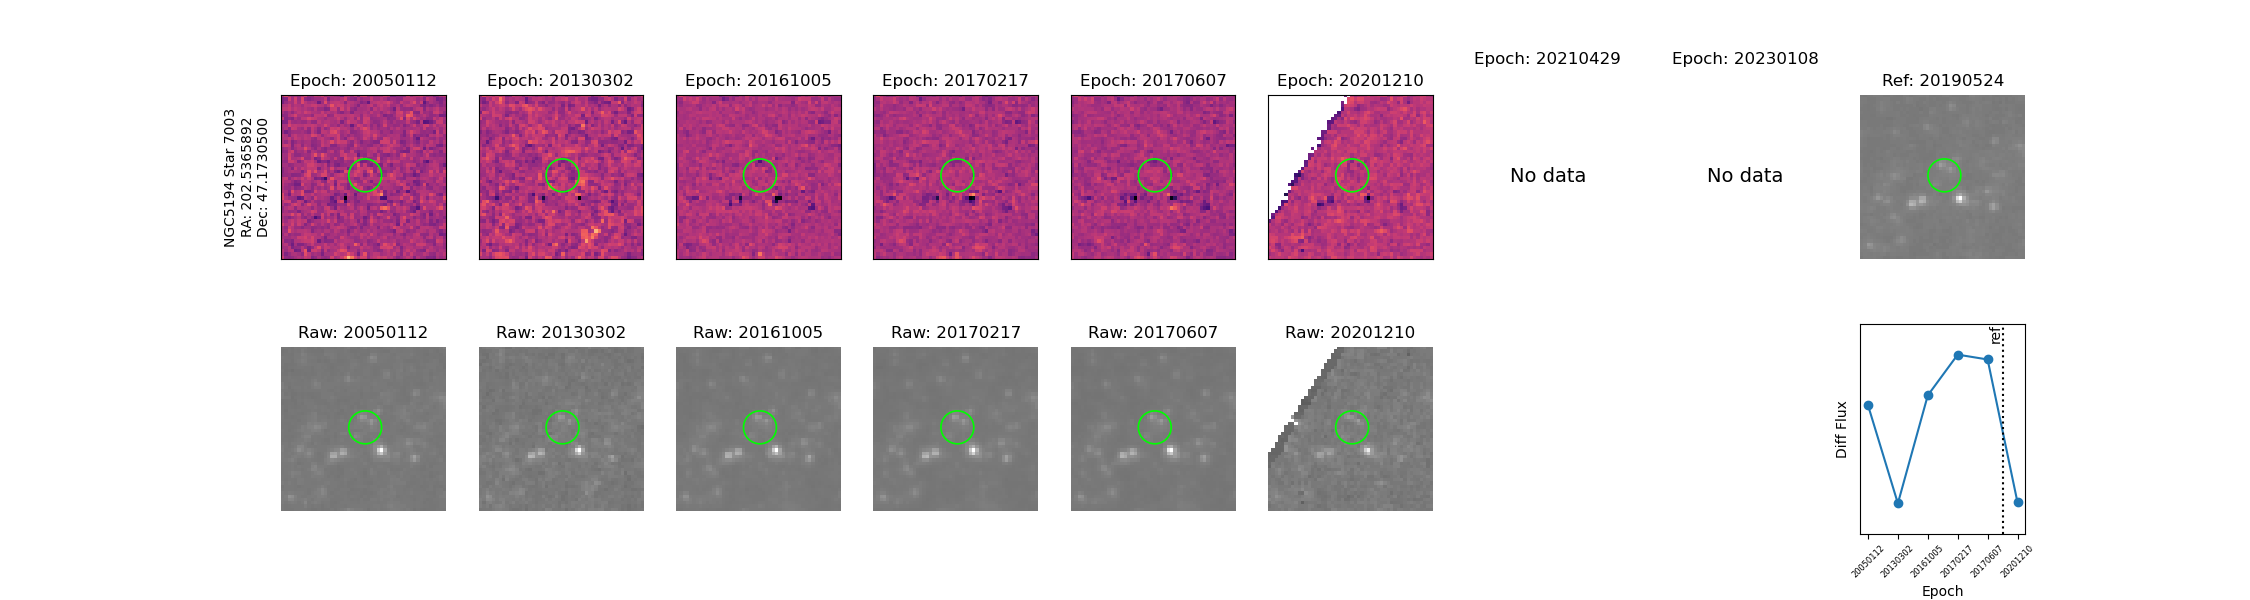 Epoch: 20210429
Epoch: 20230108
Epoch: 20050112
Epoch: 20130302
Epoch: 20161005
Epoch: 20170217
Epoch: 20170607
Epoch: 20201210
Ref: 20190524
NGC5194 Star 7003
RA: 202.5365892
Dec: 47.1730500
No data
No data
Raw: 20050112
Raw: 20130302
Raw: 20161005
Raw: 20170217
Raw: 20170607
Raw: 20201210
ref
Diff Flux
20050112
20130302
20161005
20170217
20170607
20201210
Epoch